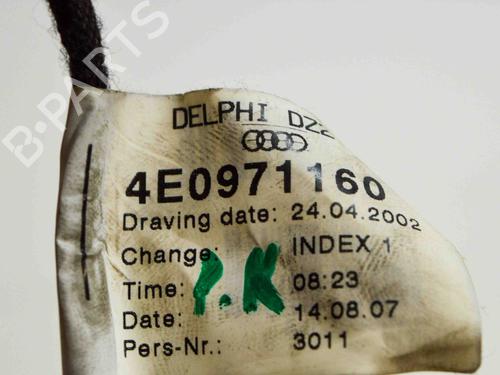 B-PARTS
DELPHI DZZ
4E0971160
Draving date: 24.04.2002
Change: INDEX 1
P.K
Time: 08:23
Date: 14.08.07
Pers-Nr.: 3011